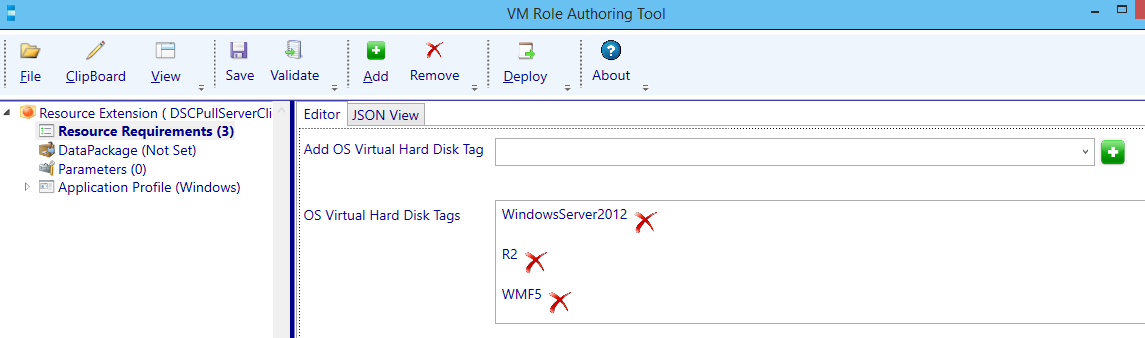 VM Role Authoring Tool
File ClipBoard View Save Validate Add Remove Deploy About
Resource Extension ( DSCPullServerCli
Resource Requirements (3)
DataPackage (Not Set)
Parameters (0)
Application Profile (Windows)
Editor JSON View
Add OS Virtual Hard Disk Tag
OS Virtual Hard Disk Tags
WindowsServer2012
R2
WMF5